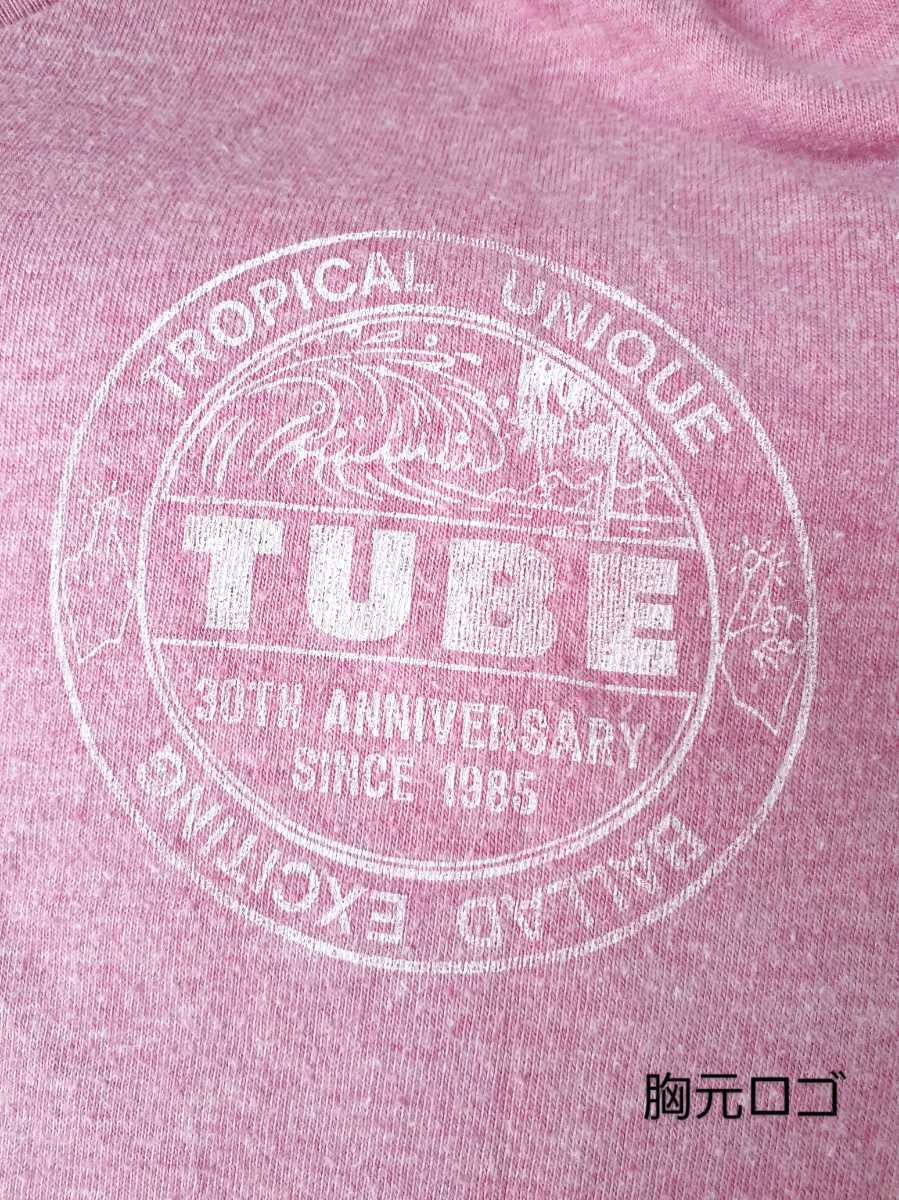 TROPICAL UNIQUE
TUBE
30TH ANNIVERSARY
SINCE 1985
BALLAD EXCITING
胸元ロゴ